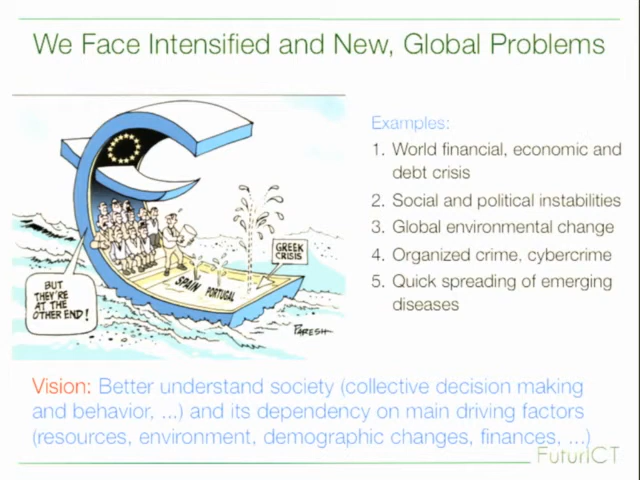 We Face Intensified and New, Global Problems
Examples:
1. World financial, economic and
debt crisis
2. Social and political instabilities
3. Global environmental change
4. Organized crime, cybercrime
5. Quick spreading of emerging
diseases
GREEK
CRISIS
SPAIN PORTUGAL
BUT
THEY'RE
AT THE
OTHER END!
PARESH
Vision: Better understand society (collective decision making
and behavior, ...) and its dependency on main driving factors
(resources, environment, demographic changes, finances, ...)
FuturICT